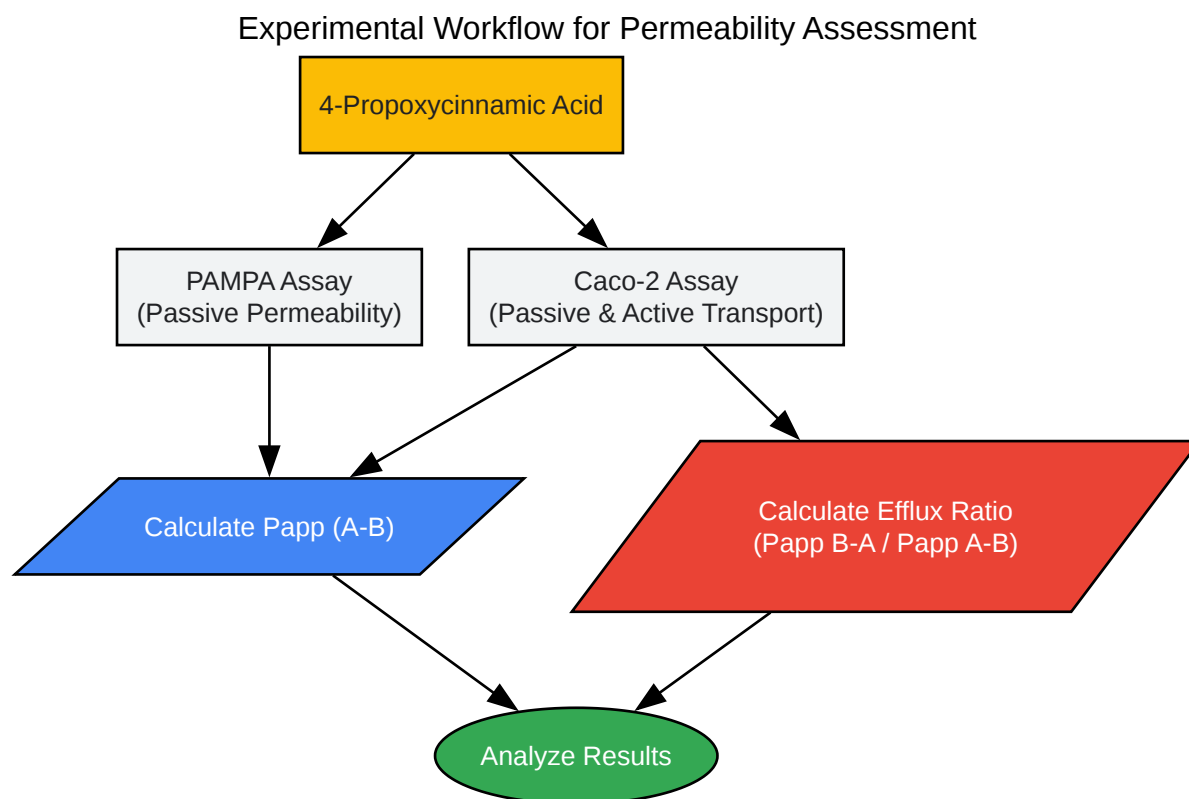 Experimental Workflow for Permeability Assessment
4-Propoxycinnamic Acid
PAMPA Assay
(Passive Permeability)
Caco-2 Assay
(Passive & Active Transport)
Calculate Papp (A-B)
Calculate Efflux Ratio
(Papp B-A / Papp A-B)
Analyze Results